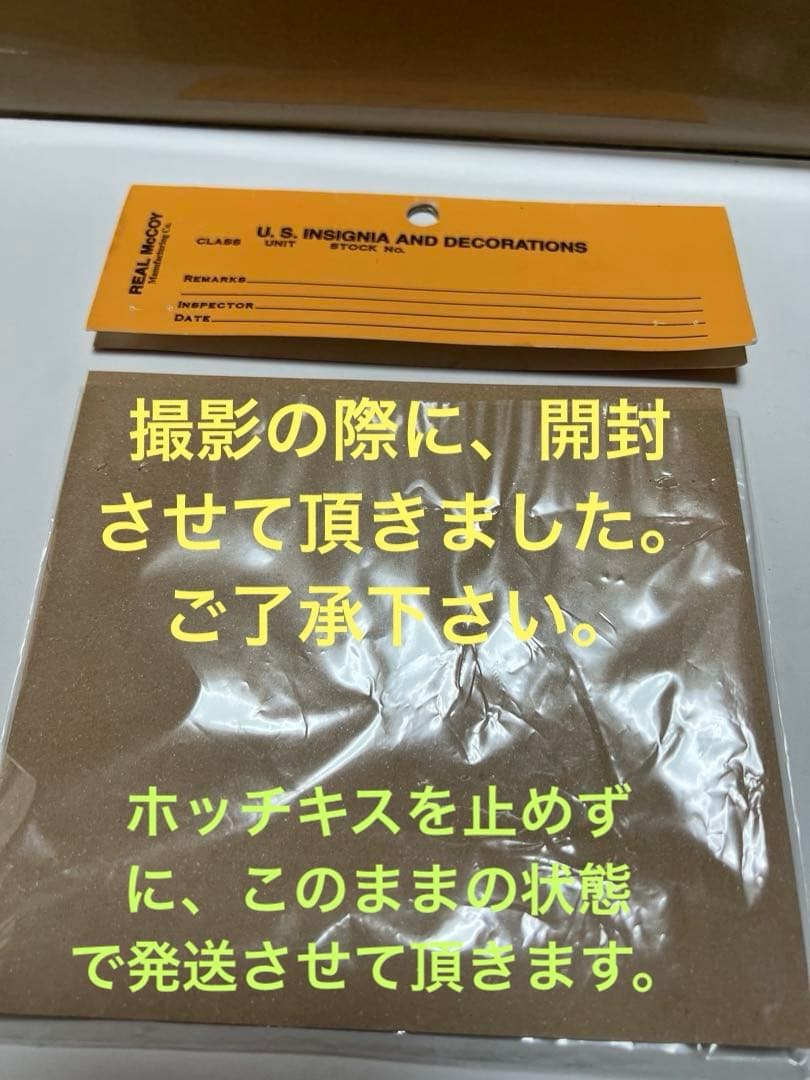 REAL McCOY
Manufacturing Co.
U. S. INSIGNIA AND DECORATIONS
CLASS UNIT STOCK No.
REMARKS
INSPECTOR
DATE
撮影の際に、開封
させて頂きました。
ご了承下さい。
ホッチキスを止めず
に、このままの状態
で発送させて頂きます。